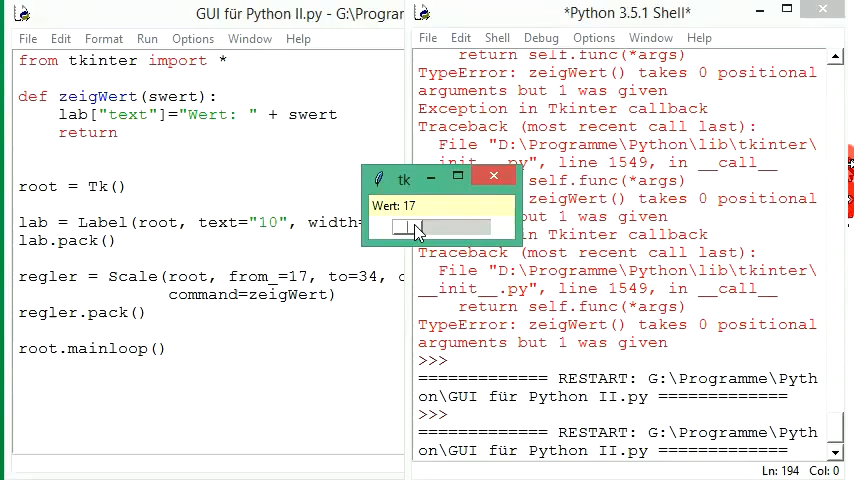 GUI für Python II.py - G:\Progran
File Edit Format Run Options Window Help
from tkinter import *
def zeigWert(swert):
lab["text"]="Wert: " + swert
return
root = Tk()
lab = Label(root, text="10", width=
lab.pack()
regler = Scale(root, from_=17, to=34, c
command=zeigWert)
regler.pack()
root.mainloop()
tk
Wert: 17
*Python 3.5.1 Shell*
File Edit Shell Debug Options Window Help
return self.func(*args)
TypeError: zeigWert() takes 0 positional
arguments but 1 was given
Exception in Tkinter callback
Traceback (most recent call last):
File "D:\Programme\Python\lib\tkinter\
init__.py", line 1549, in __call__
return self.func(*args)
zeigWert() takes 0 positional
s but 1 was given
in Tkinter callback
Traceback (most recent call last):
File "D:\Programme\Python\lib\tkinter\
__init__.py", line 1549, in __call__
return self.func(*args)
TypeError: zeigWert() takes 0 positional
arguments but 1 was given
>>>
============= RESTART: G:\Programme\Pyth
on\GUI für Python II.py =============
>>>
============= RESTART: G:\Programme\Pyth
on\GUI für Python II.py =============
Ln: 194 Col: 0